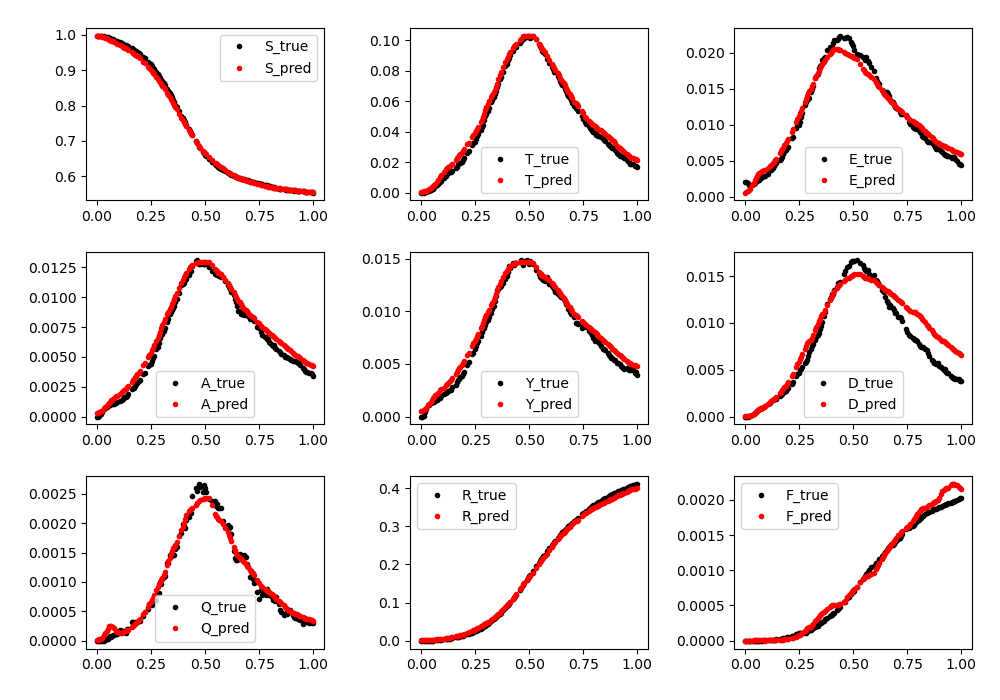 1.0
0.9
0.8
0.7
0.6
S_true
S_pred
0.00 0.25 0.50 0.75 1.00
0.10
0.08
0.06
0.04
0.02
0.00
T_true
T_pred
0.00 0.25 0.50 0.75 1.00
0.020
0.015
0.010
0.005
0.000
E_true
E_pred
0.00 0.25 0.50 0.75 1.00
0.0125
0.0100
0.0075
0.0050
0.0025
0.0000
A_true
A_pred
0.00 0.25 0.50 0.75 1.00
0.015
0.010
0.005
0.000
Y_true
Y_pred
0.00 0.25 0.50 0.75 1.00
0.015
0.010
0.005
0.000
D_true
D_pred
0.00 0.25 0.50 0.75 1.00
0.0025
0.0020
0.0015
0.0010
0.0005
0.0000
Q_true
Q_pred
0.00 0.25 0.50 0.75 1.00
0.4
0.3
0.2
0.1
0.0
R_true
R_pred
0.00 0.25 0.50 0.75 1.00
0.0020
0.0015
0.0010
0.0005
0.0000
F_true
F_pred
0.00 0.25 0.50 0.75 1.00